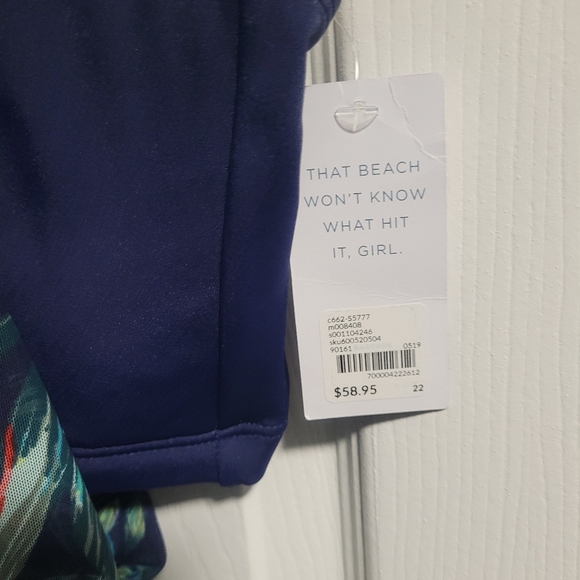 THAT BEACH
WON'T KNOW
WHAT HIT
IT, GIRL.
c662-S5777
m008408
s001104246
sku600520504
90161 0519
700004222612
$58.95 22